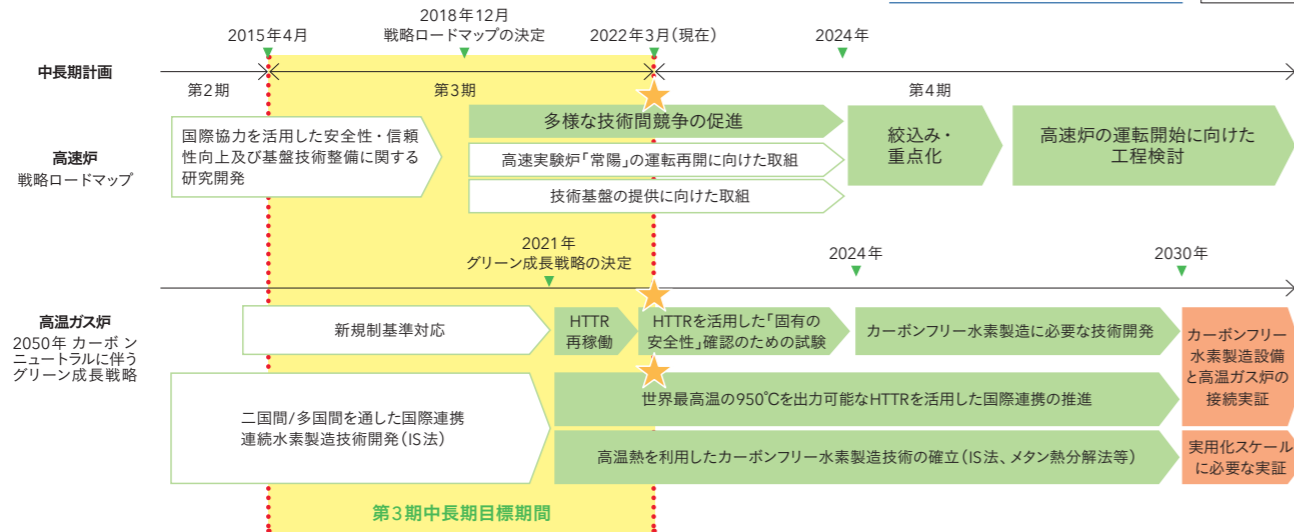 2018年12月
戦略ロードマップの決定
2015年4月
2022年3月(現在)
2024年
中長期計画
第2期
第3期
第4期
高速炉
戦略ロードマップ
国際協力を活用した安全性・信頼
性向上及び基盤技術整備に関する
研究開発
多様な技術間競争の促進
高速実験炉「常陽」の運転再開に向けた取組
技術基盤の提供に向けた取組
絞込み・
重点化
高速炉の運転開始に向けた
工程検討
2021年
グリーン成長戦略の決定
2024年
2030年
高温ガス炉
2050年 カーボン
ニュートラルに伴う
グリーン成長戦略
新規制基準対応
HTTR
再稼働
HTTRを活用した「固有の
安全性」確認のための試験
カーボンフリー水素製造に必要な技術開発
カーボンフリー
水素製造設備
と高温ガス炉の
接続実証
二国間/多国間を通した国際連携
連続水素製造技術開発(IS法)
世界最高温の950℃を出力可能なHTTRを活用した国際連携の推進
高温熱を利用したカーボンフリー水素製造技術の確立(IS法、メタン熱分解法等)
実用化スケール
に必要な実証
第3期中長期目標期間